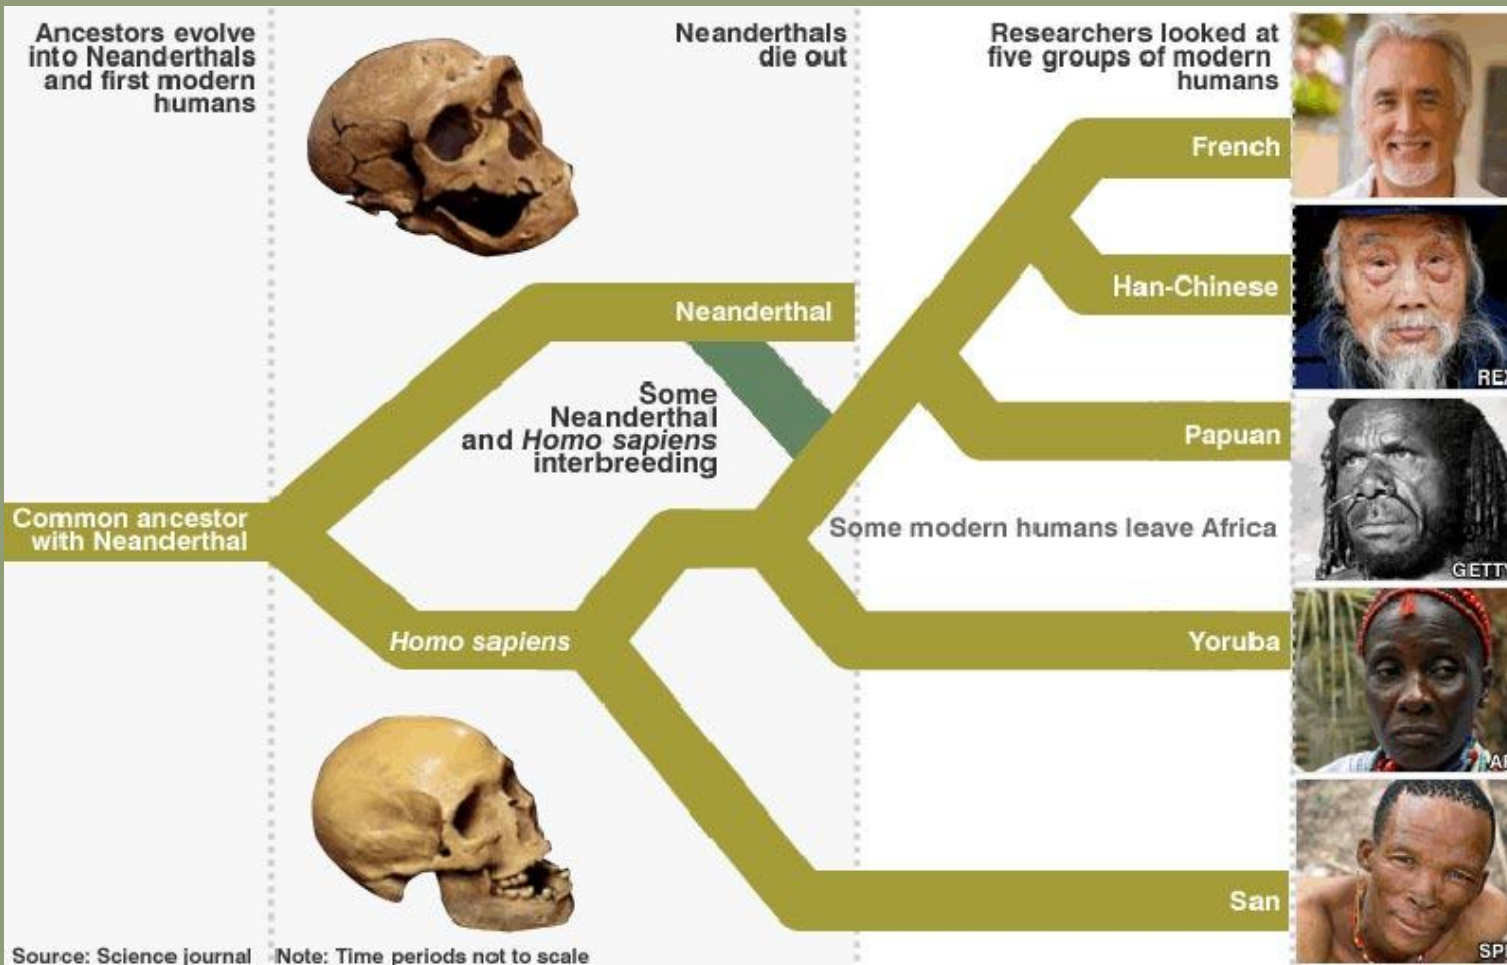 Ancestors evolve
into Neanderthals
and first modern
humans
Neanderthals
die out
Researchers looked at
five groups of modern
humans
French
Han-Chinese
Neanderthal
Some
Neanderthal
and Homo sapiens
interbreeding
Papuan
Common ancestor
with Neanderthal
Some modern humans leave Africa
Homo sapiens
Yoruba
San
GETTY
Source: Science journal
Note: Time periods not to scale